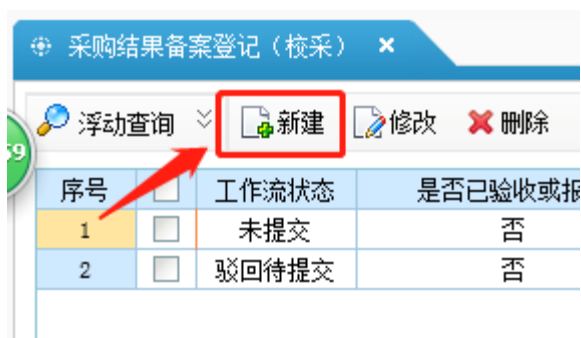 采购结果备案登记（校采） ×
浮动查询 新建 修改 删除
59
序号 工作流状态 是否已验收或报
1 未提交 否
2 驳回待提交 否